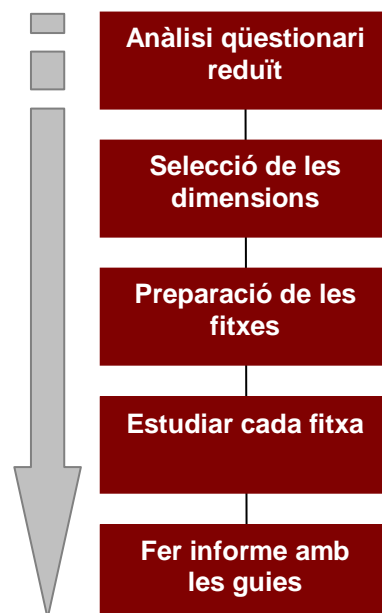 Anàlisi qüestionari
reduït
Selecció de les
dimensions
Preparació de les
fitxes
Estudiar cada fitxa
Fer informe amb
les guies